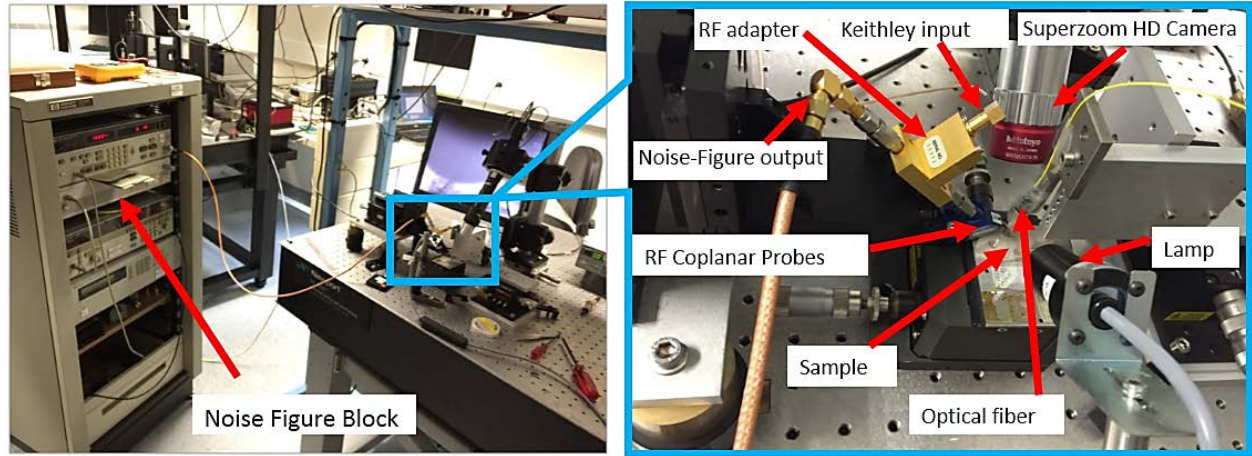 RF adapter
Keithley input
Superzoom HD Camera
Noise-Figure output
Mitutoyo
RF Coplanar Probes
Lamp
Sample
Noise Figure Block
Optical fiber